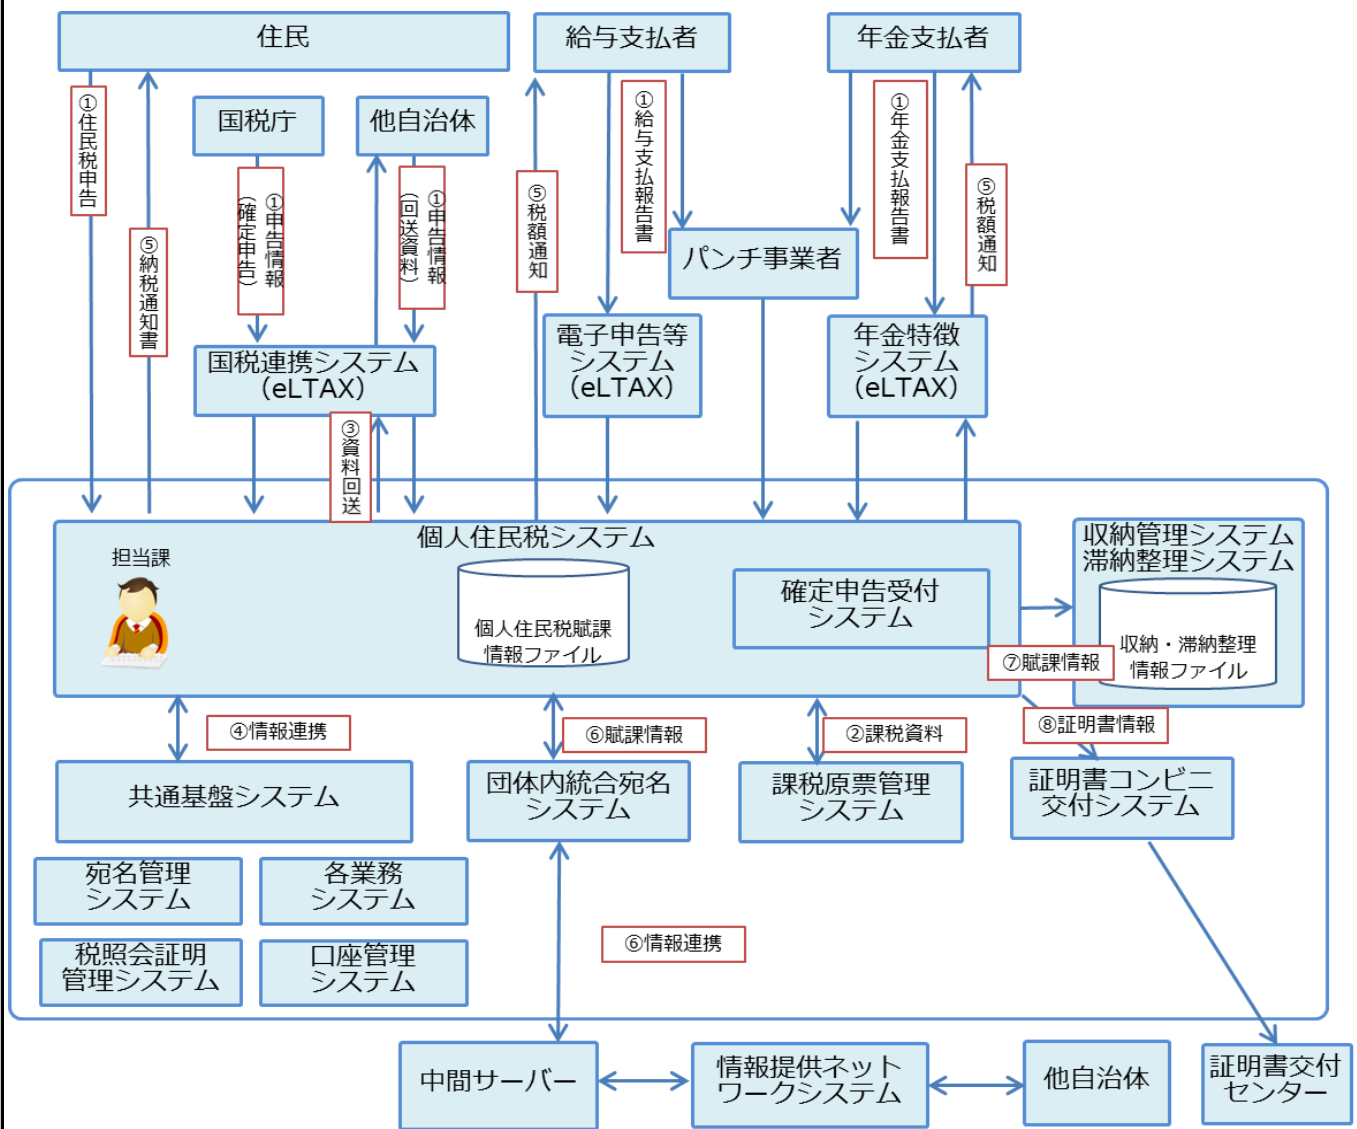 住民
給与支払者
年金支払者
①住民税申告
⑤納税通知書
国税庁
他自治体
①申告情報
(確定申告)
①申告情報
(回送資料)
⑤税額通知
①給与支払報告書
パンチ事業者
①年金支払報告書
⑤税額通知
国税連携システム
(eLTAX)
電子申告等
システム
(eLTAX)
年金特徴
システム
(eLTAX)
③資料回送
個人住民税システム
担当課
個人住民税賦課
情報ファイル
確定申告受付
システム
収納管理システム
滞納整理システム
収納・滞納整理
情報ファイル
⑦賦課情報
④情報連携
⑥賦課情報
②課税資料
⑧証明書情報
共通基盤システム
団体内統合宛名
システム
課税原票管理
システム
証明書コンビニ
交付システム
宛名管理
システム
各業務
システム
税照会証明
管理システム
口座管理
システム
⑥情報連携
中間サーバー
情報提供ネット
ワークシステム
他自治体
証明書交付
センター